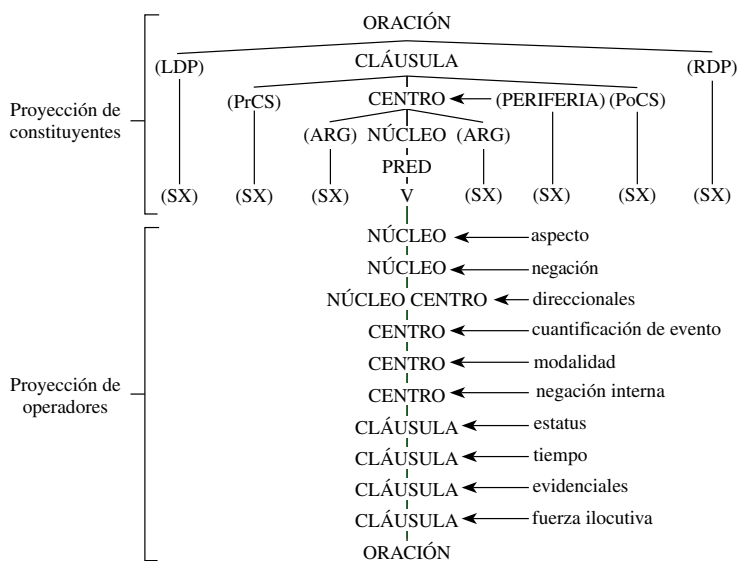 ORACIÓN
(LDP) CLÁUSULA (RDP)
(PrCS) CENTRO (PERIFERIA) (PoCS)
Proyección de
constituyentes
(ARG) NÚCLEO (ARG)
PRED
(SX) (SX) (SX) V (SX) (SX) (SX) (SX)
NÚCLEO aspecto
NÚCLEO negación
NÚCLEO CENTRO direccionales
CENTRO cuantificación de evento
CENTRO modalidad
Proyección de
operadores
CENTRO negación interna
CLÁUSULA estatus
CLÁUSULA tiempo
CLÁUSULA evidenciales
CLÁUSULA fuerza ilocutiva
ORACIÓN